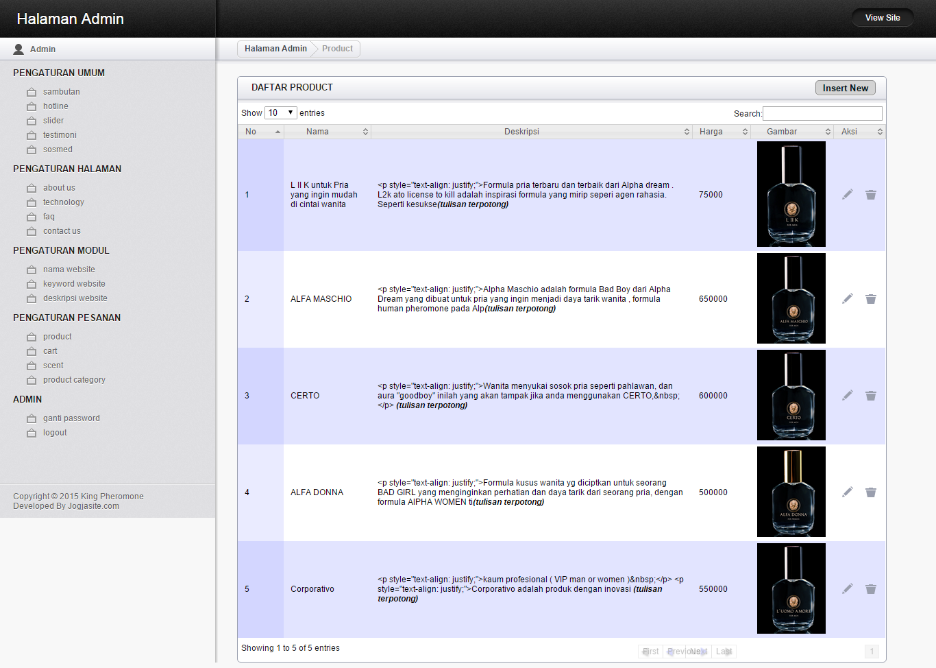 Halaman Admin
View Site
Admin
Halaman Admin Product
PENGATURAN UMUM
sambutan
hotline
slider
testimoni
sosmed
PENGATURAN HALAMAN
about us
technology
faq
contact us
PENGATURAN MODUL
nama website
keyword website
deskripsi website
PENGATURAN PESANAN
product
cart
scent
product category
ADMIN
ganti password
logout
Copyright © 2015 King Pheromone
Developed By Jogjasite.com
DAFTAR PRODUCT
Insert New
Show 10 entries
Search:
No Nama Deskripsi Harga Gambar Aksi
1
L II K untuk Pria
yang ingin mudah
di cintai wanita
<p style="text-align: justify;">Formula pria terbaru dan terbaik dari Alpha dream .
L2k ato license to kill adalah inspirasi formula yang mirip seperi agen rahasia.
Seperti kesukse(tulisan terpotong)
75000
2
ALFA MASCHIO
<p style="text-align: justify;">Alpha Maschio adalah formula Bad Boy dari Alpha
Dream yang dibuat untuk pria yang ingin menjadi daya tarik wanita , formula
human pheromone pada Alp(tulisan terpotong)
650000
ALFA MASCHIO
3
CERTO
<p style="text-align: justify;">Wanita menyukai sosok pria seperti pahlawan, dan
aura "goodboy" inilah yang akan tampak jika anda menggunakan CERTO,&nbsp;
</p> (tulisan terpotong)
600000
CERTO
4
ALFA DONNA
<p style="text-align: justify;">Formula kusus wanita yg diciptkan untuk seorang
BAD GIRL yang menginginkan perhatian dan daya tarik dari seorang pria, dengan
formula AlPHA WOMEN ti(tulisan terpotong)
500000
ALFA DONNA
5
Corporativo
<p style="text-align: justify;">kaum profesional ( VIP man or women )&nbsp;</p> <p
style="text-align: justify;">Corporativo adalah produk dengan inovasi (tulisan
terpotong)
550000
L'UOMO AMORE
Showing 1 to 5 of 5 entries
First Previous Next Last 1